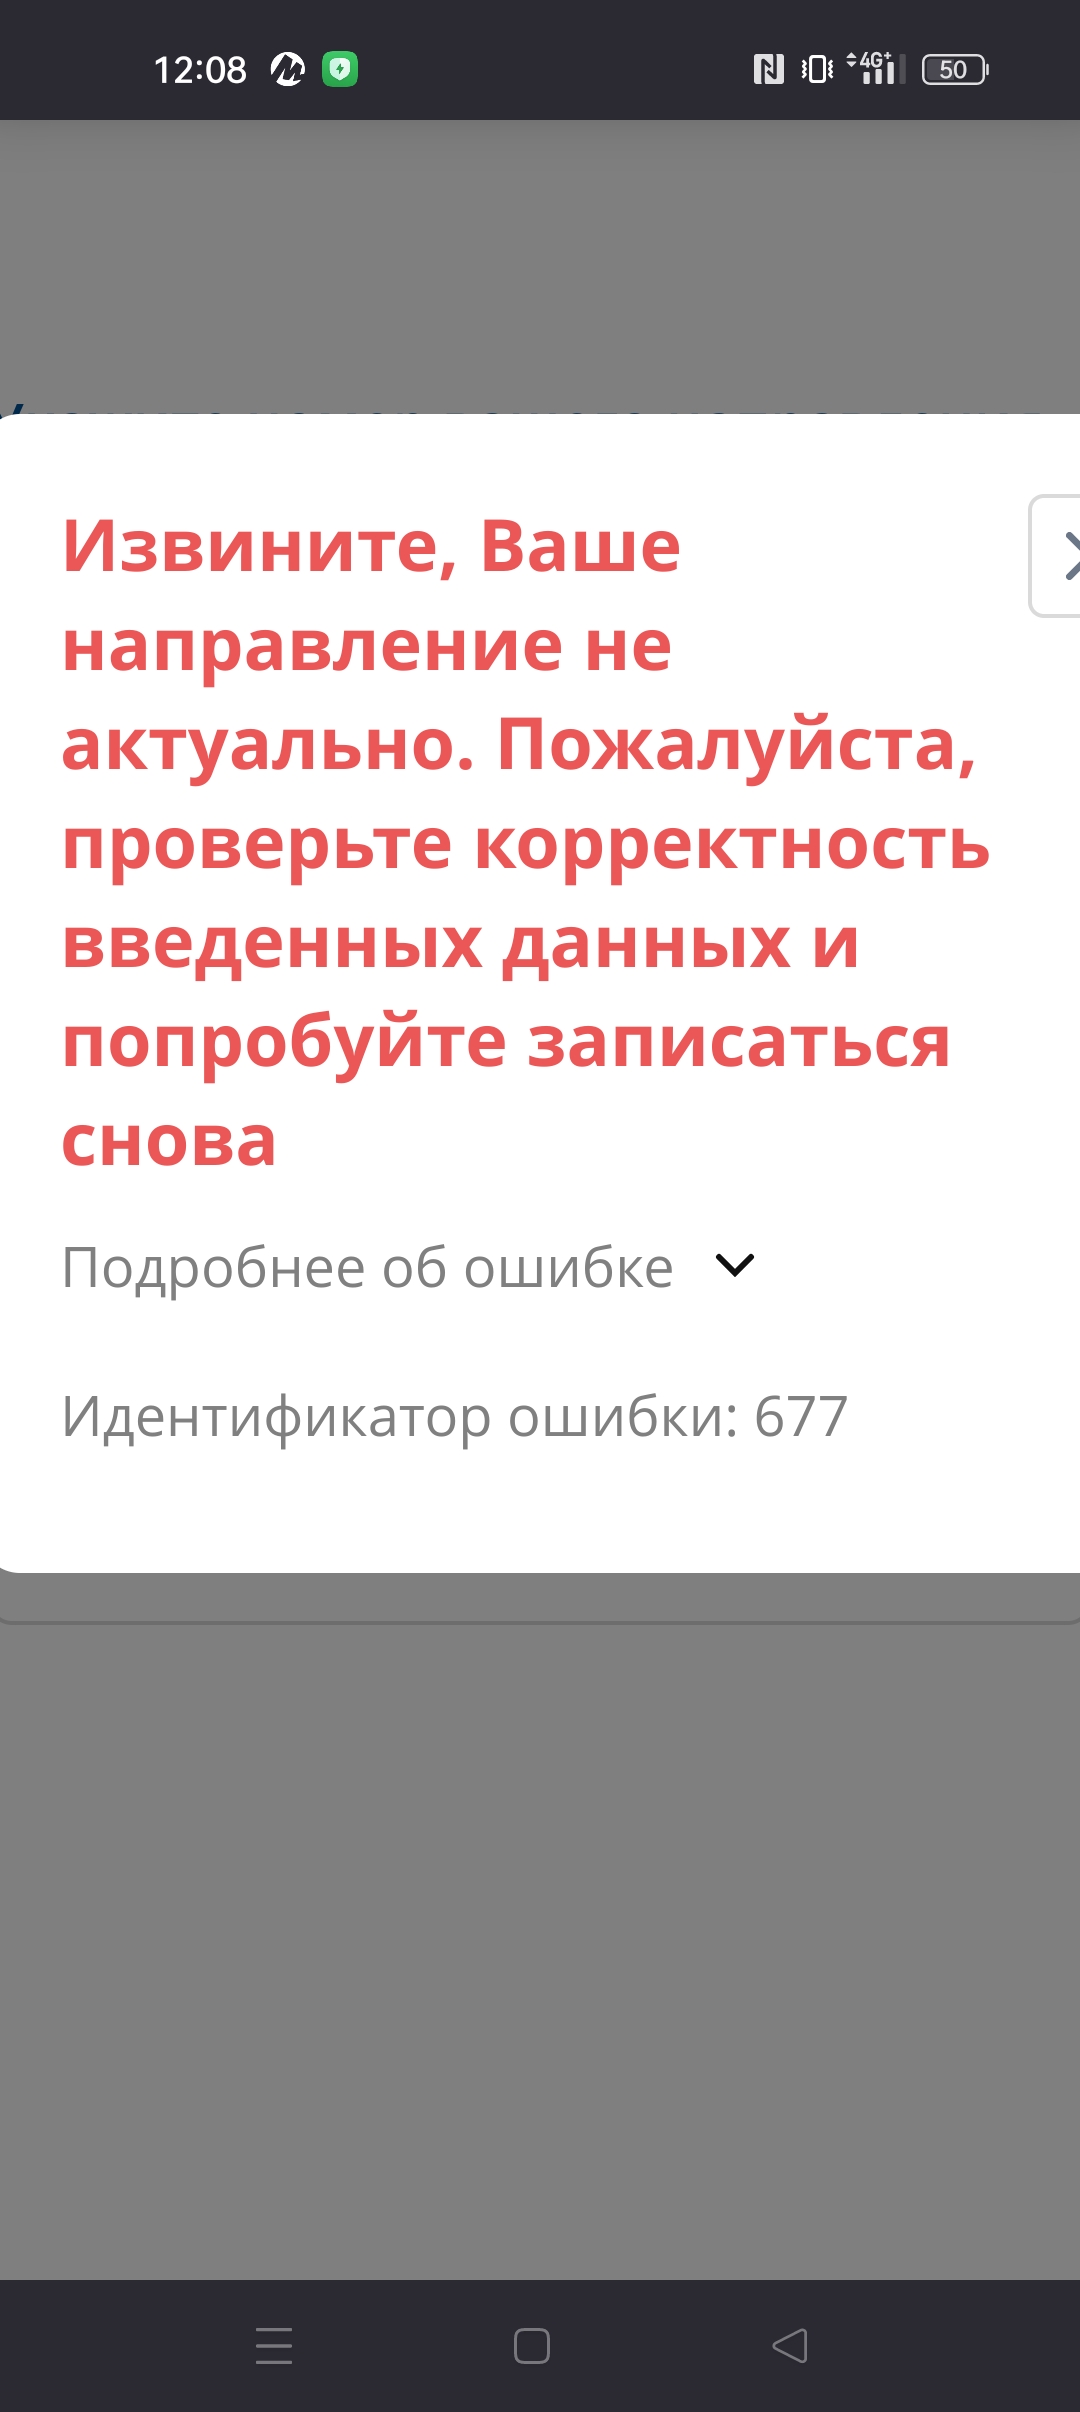 12:08
4G+
50
Извините, Ваше
направление не
актуально. Пожалуйста,
проверьте корректность
введенных данных и
попробуйте записаться
снова
Подробнее об ошибке
Идентификатор ошибки: 677